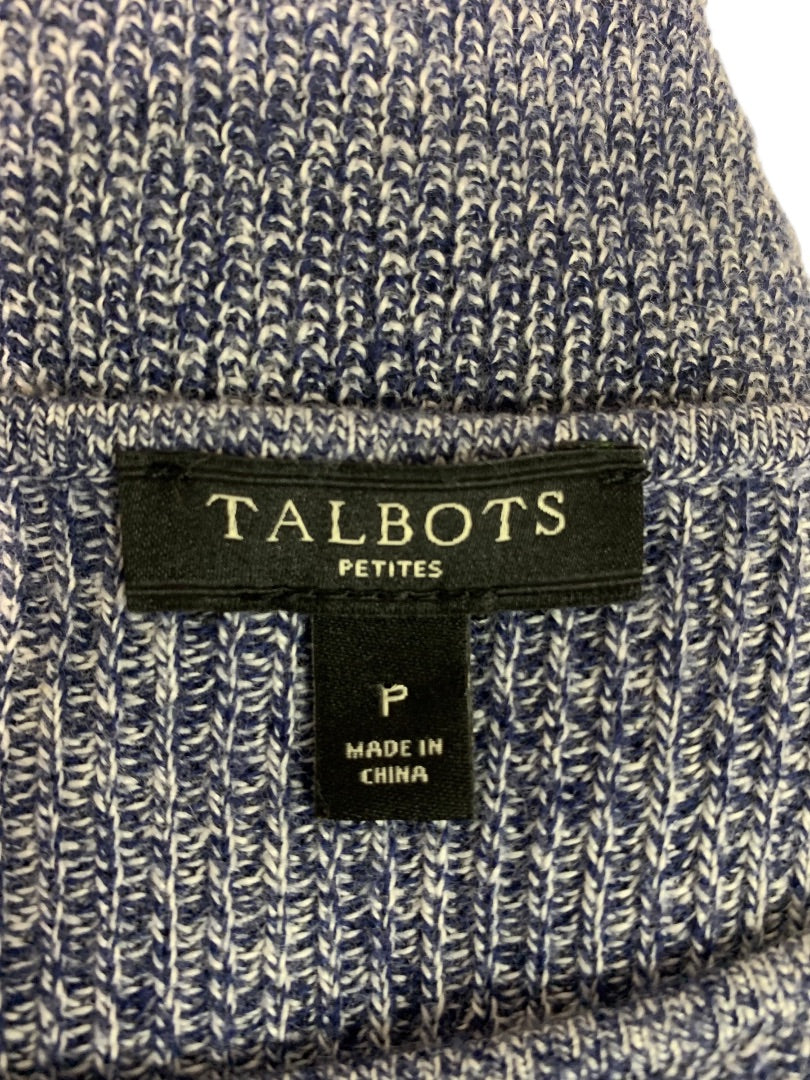 TALBOTS
PETITES
P
MADE IN
CHINA